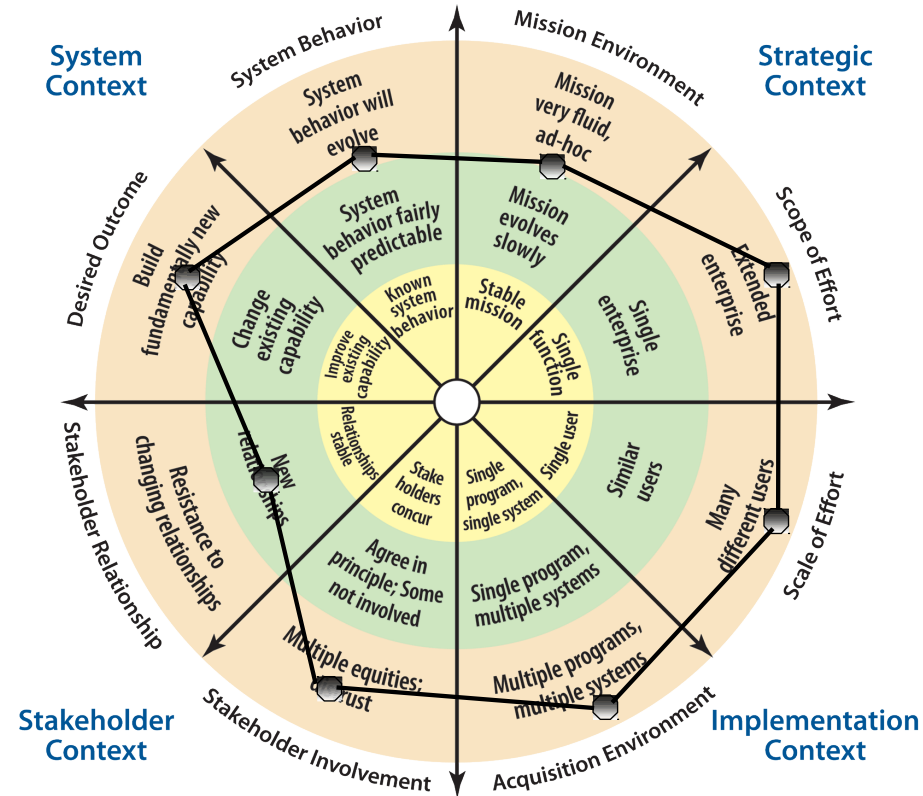 System
Context
System Behavior
Mission Environment
Strategic
Context
System
behavior will
evolve
Mission
very fluid,
ad-hoc
Desired Outcome
Build
fundamentally new
capability
System
behavior fairly
predictable
Mission
evolves
slowly
Scope of Effort
Extended
enterprise
Change
existing
capability
Known
system
behavior
Stable
mission
Single
enterprise
Improve
existing
capability
Single
function
Stakeholder Relationship
Resistance to
changing relationships
New
relationships
Relationships
stable
Stake
holders
concur
Single
program,
single system
Single user
Similar
users
Many
different users
Scale of Effort
Agree in
principle; Some
not involved
Single program,
multiple systems
Multiple equities;
Multiple programs,
multiple systems
Stakeholder
Context
Stakeholder Involvement
Acquisition Environment
Implementation
Context